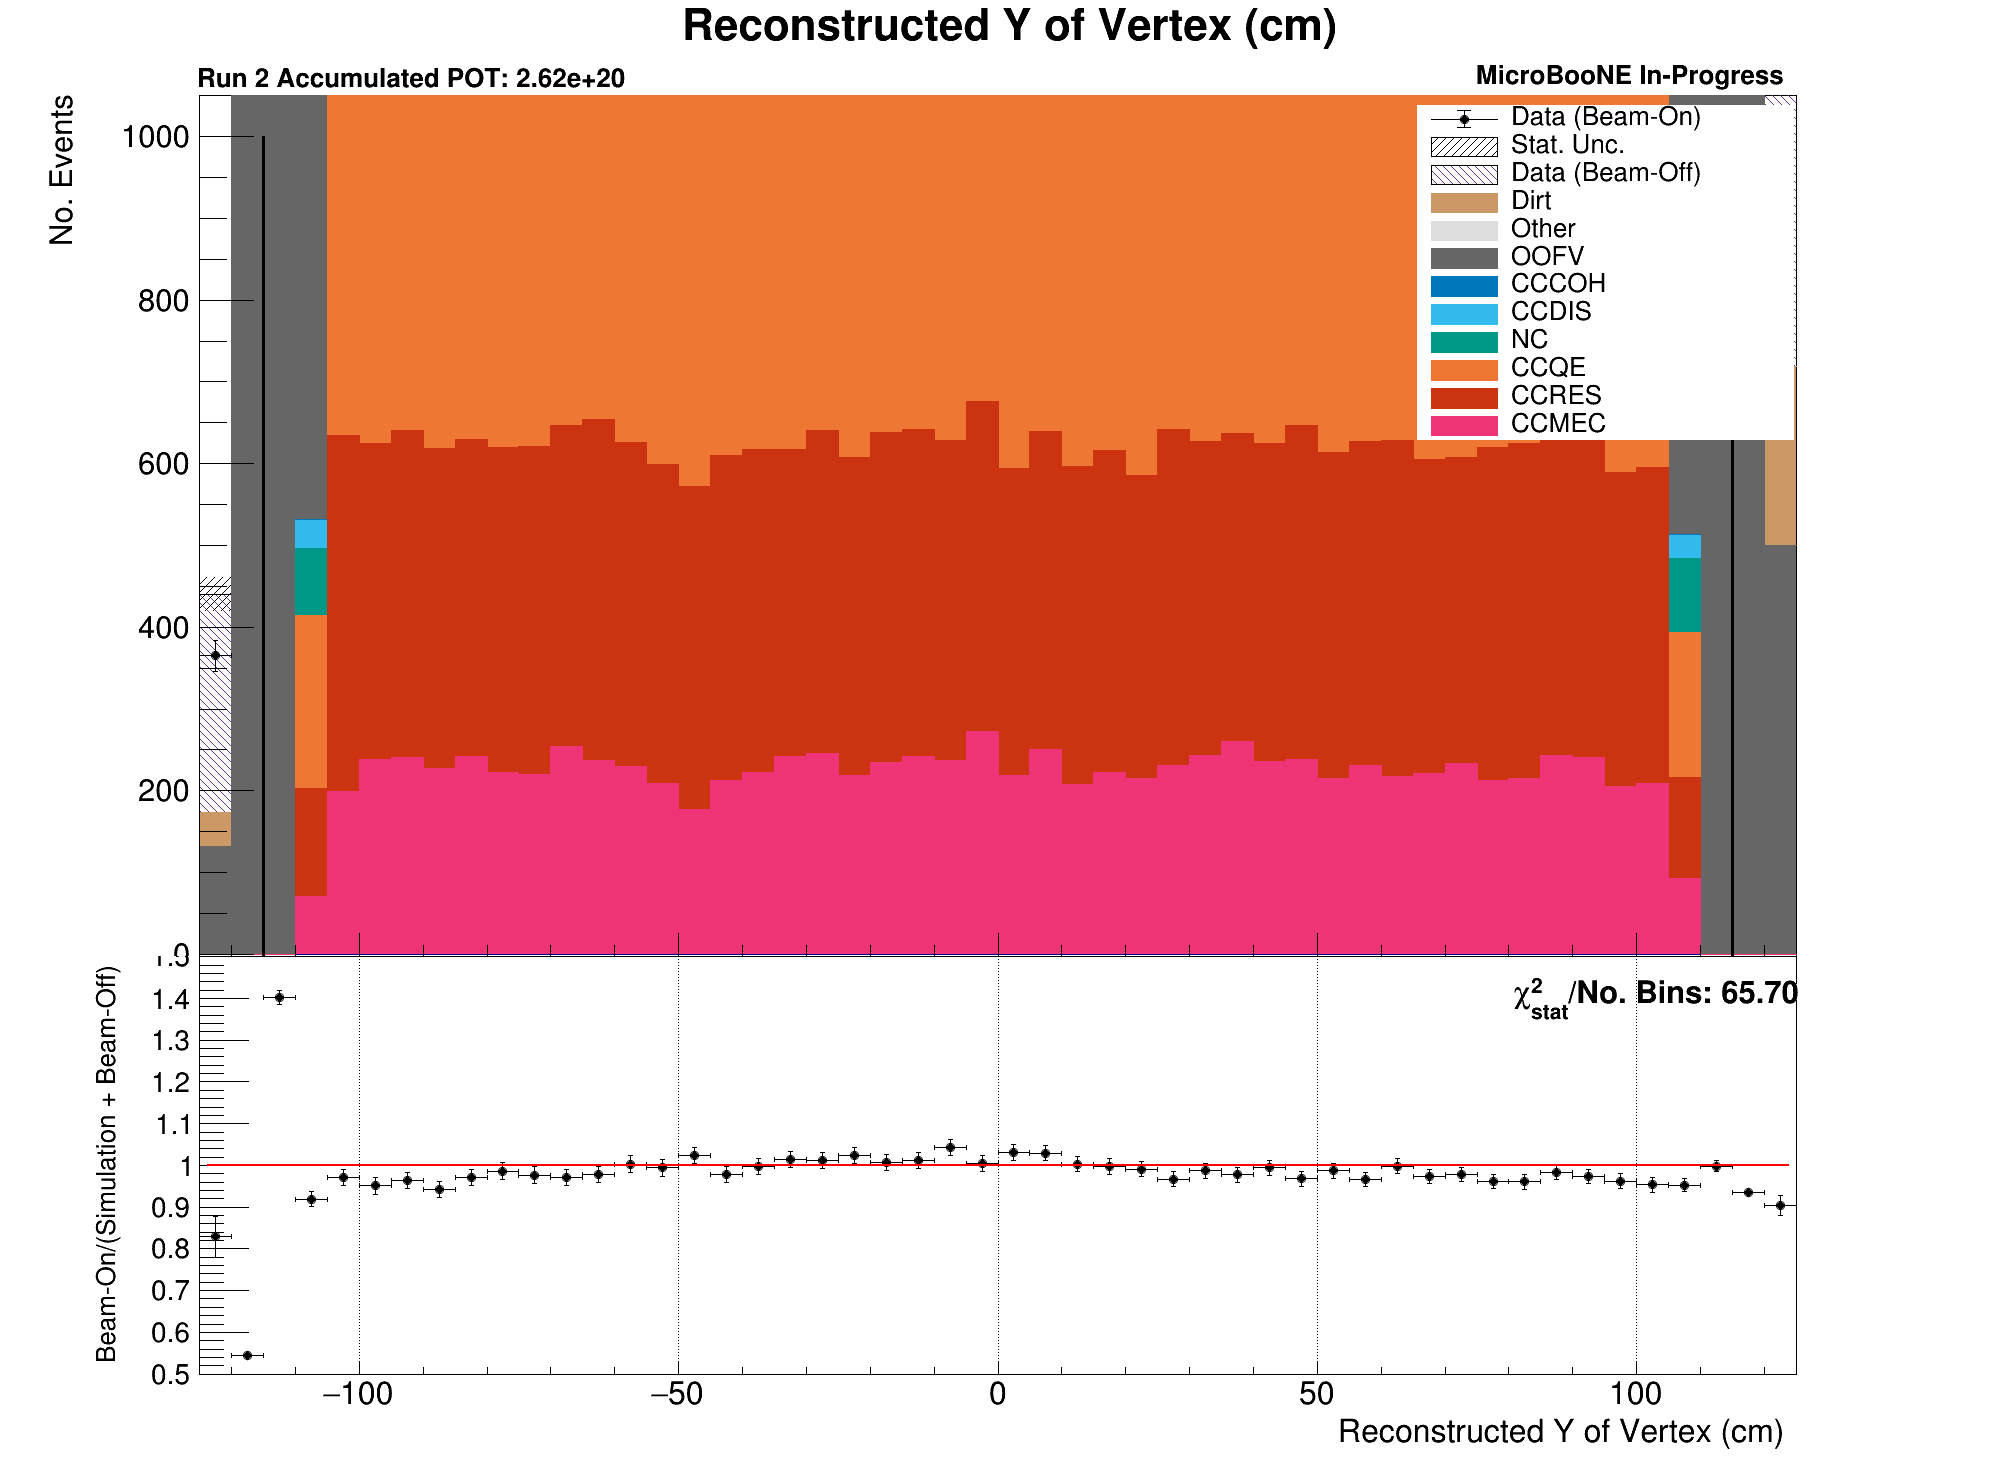 Reconstructed Y of Vertex (cm)
Run 2 Accumulated POT: 2.62e+20
MicroBooNE In-Progress
No. Events
1000
800
600
400
200
0
Data (Beam-On)
Stat. Unc.
Data (Beam-Off)
Dirt
Other
OOFV
CCCOH
CCDIS
NC
CCQE
CCRES
CCMEC
Beam-On/(Simulation + Beam-Off)
1.5
1.4
1.3
1.2
1.1
1
0.9
0.8
0.7
0.6
0.5
χ²stat/No. Bins: 65.70
−100
−50
0
50
100
Reconstructed Y of Vertex (cm)